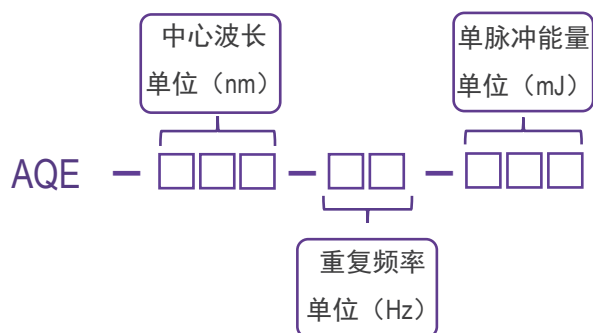 中心波长
单位（nm）
单脉冲能量
单位（mJ）
AQE － □□□ － □□ － □□□
重复频率
单位（Hz）